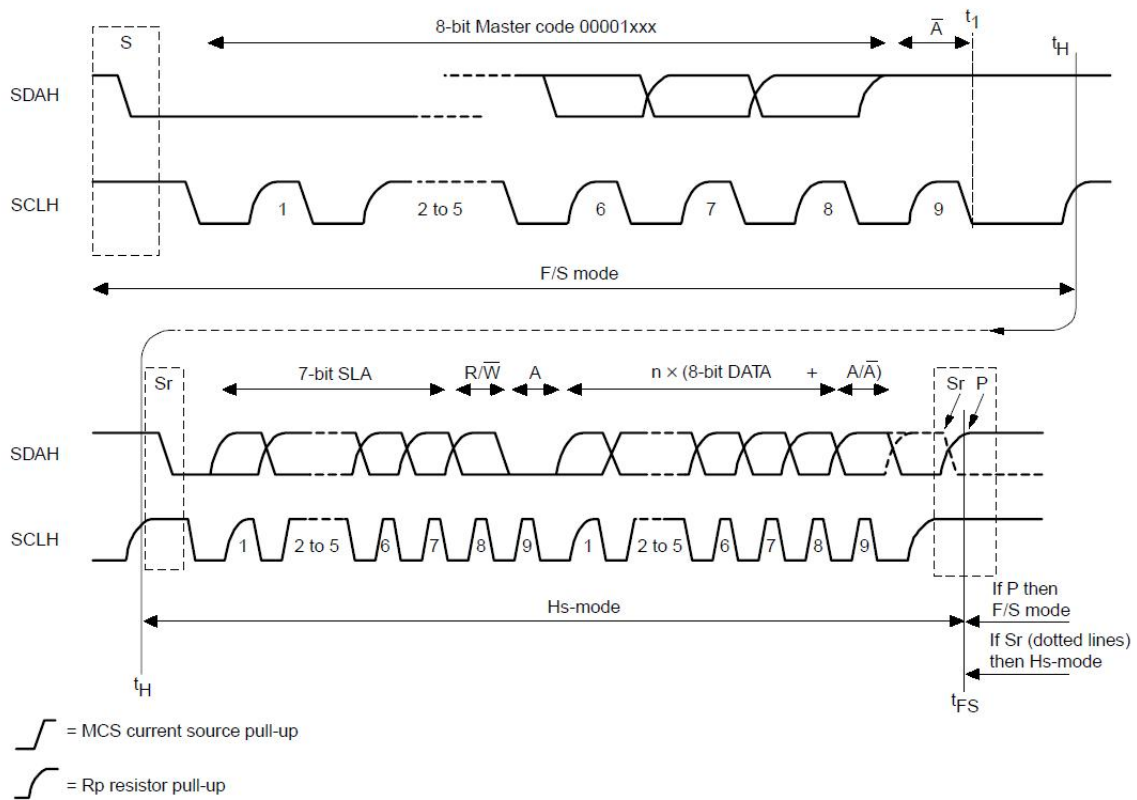 8-bit Master code 00001xxx
A̅
t1
S
tH
SDAH
SCLH
1
2 to 5
6
7
8
9
F/S mode
7-bit SLA
R/W̅
A
n × (8-bit DATA
+
A/A̅)
Sr
Sr
P
SDAH
SCLH
1
2 to 5
6
7
8
9
1
2 to 5
6
7
8
9
If P then
F/S mode
Hs-mode
If Sr (dotted lines)
then Hs-mode
tH
tFS
= MCS current source pull-up
= Rp resistor pull-up